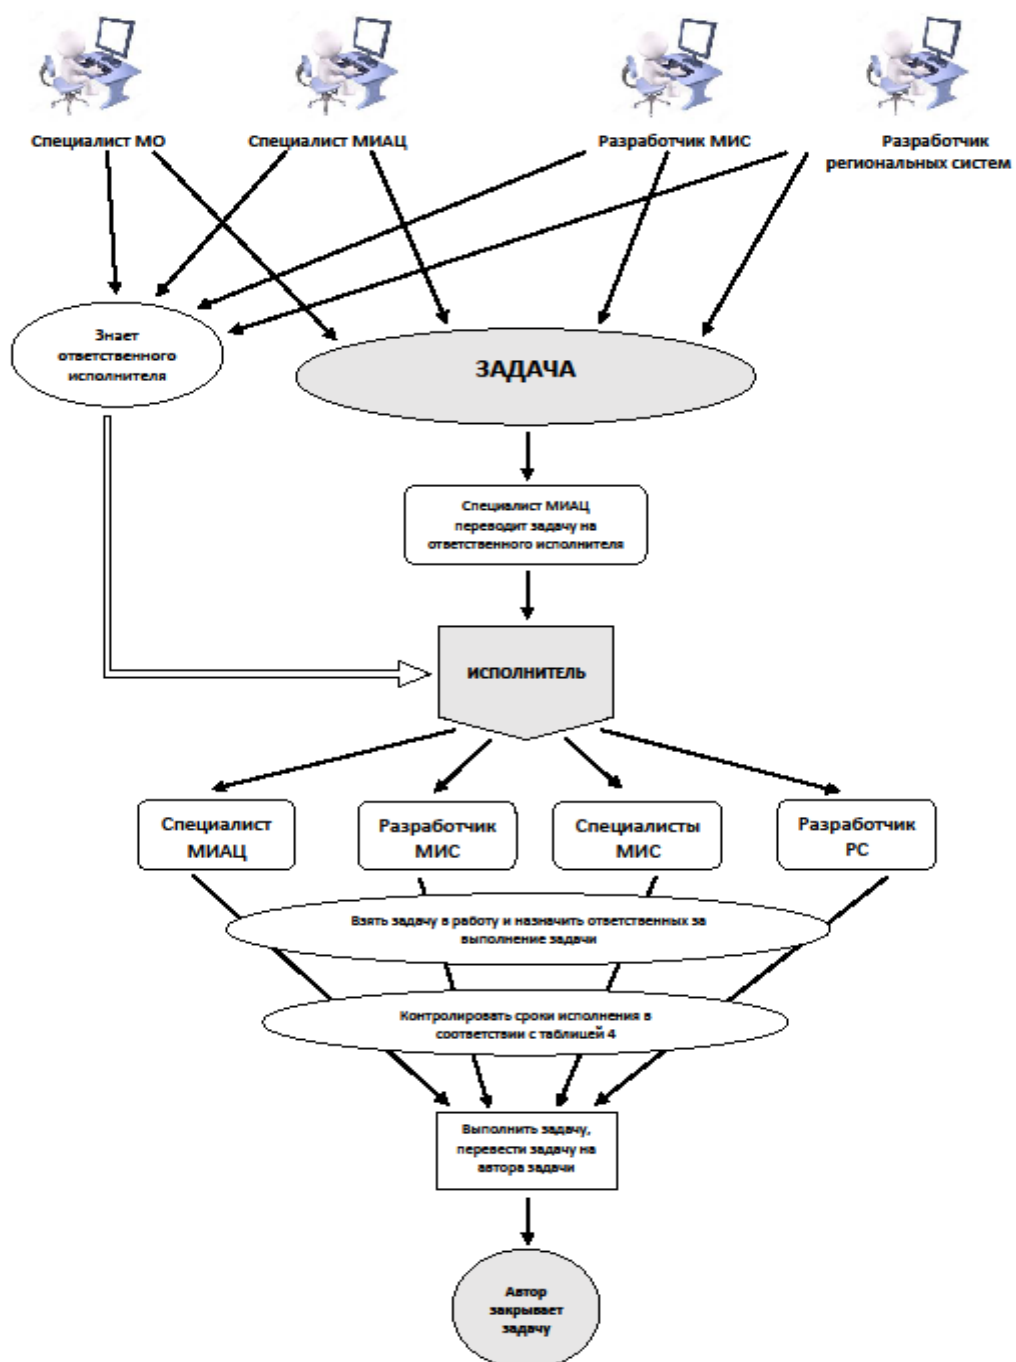 Специалист МО
Специалист МИАЦ
Разработчик МИС
Разработчик
региональных систем
Знает
ответственного
исполнителя
ЗАДАЧА
Специалист МИАЦ
переводит задачу на
ответственного исполнителя
ИСПОЛНИТЕЛЬ
Специалист
МИАЦ
Разработчик
МИС
Специалисты
МИС
Разработчик
РС
Взять задачу в работу и назначить ответственных за
выполнение задачи
Контролировать сроки исполнения в
соответствии с таблицей 4
Выполнить задачу,
перевести задачу на
автора задачи
Автор
закрывает
задачу